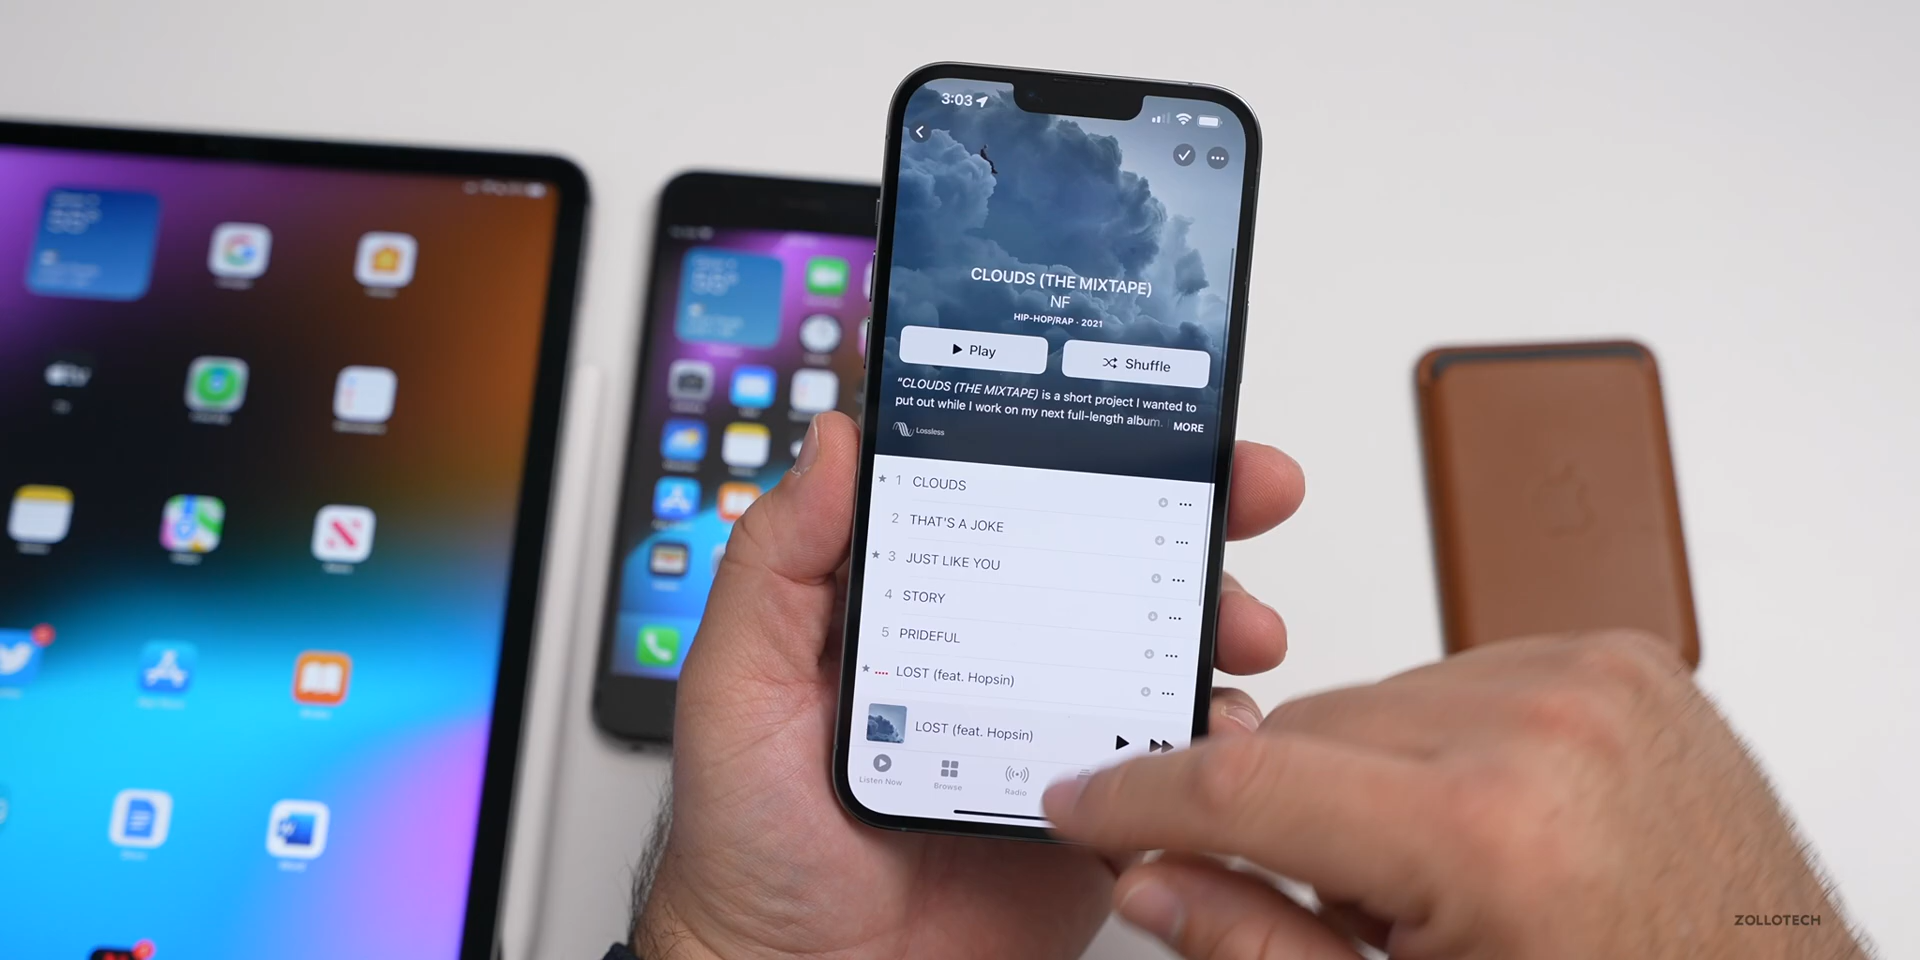 3:03
CLOUDS (THE MIXTAPE)
NF
HIP-HOP/RAP · 2021
Play
Shuffle
"CLOUDS (THE MIXTAPE) is a short project I wanted to
put out while I work on my next full-length album. I MORE
Lossless
★ 1 CLOUDS
2 THAT'S A JOKE
★ 3 JUST LIKE YOU
4 STORY
5 PRIDEFUL
★ LOST (feat. Hopsin)
LOST (feat. Hopsin)
Listen Now
Browse
Radio
ZOLLOTECH